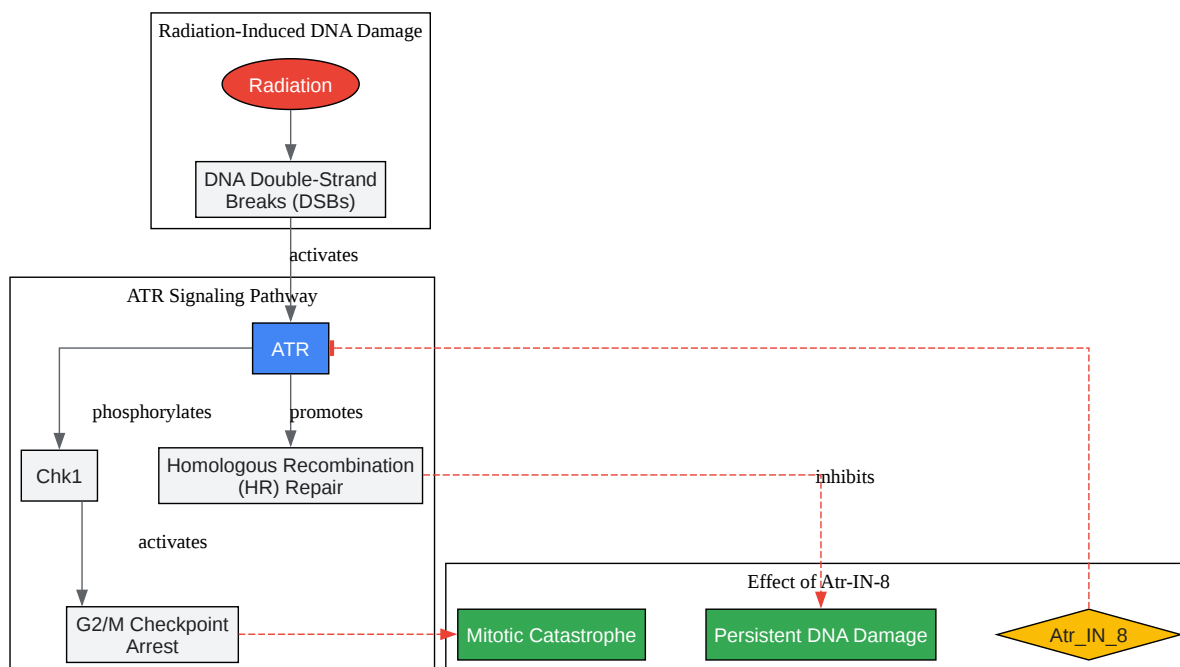 Radiation-Induced DNA Damage
Radiation
DNA Double-Strand
Breaks (DSBs)
activates
ATR Signaling Pathway
ATR
phosphorylates
promotes
Chk1
Homologous Recombination
(HR) Repair
inhibits
activates
Effect of Atr-IN-8
G2/M Checkpoint
Arrest
Mitotic Catastrophe
Persistent DNA Damage
Atr_IN_8